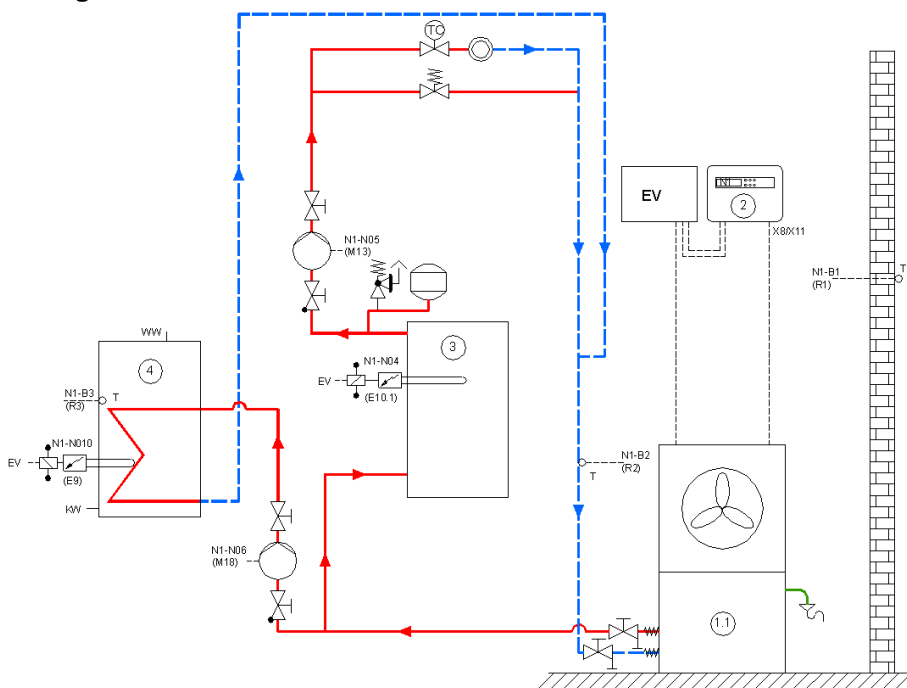 TC
EV
N1
2
X8/X11
N1-N05
(M13)
N1-B1
(R1)
T
WW
4
3
N1-N04
EV
(E10.1)
N1-B3
(R3)
T
N1-N010
EV
(E9)
N1-B2
(R2)
T
KW
N1-N06
(M18)
1.1